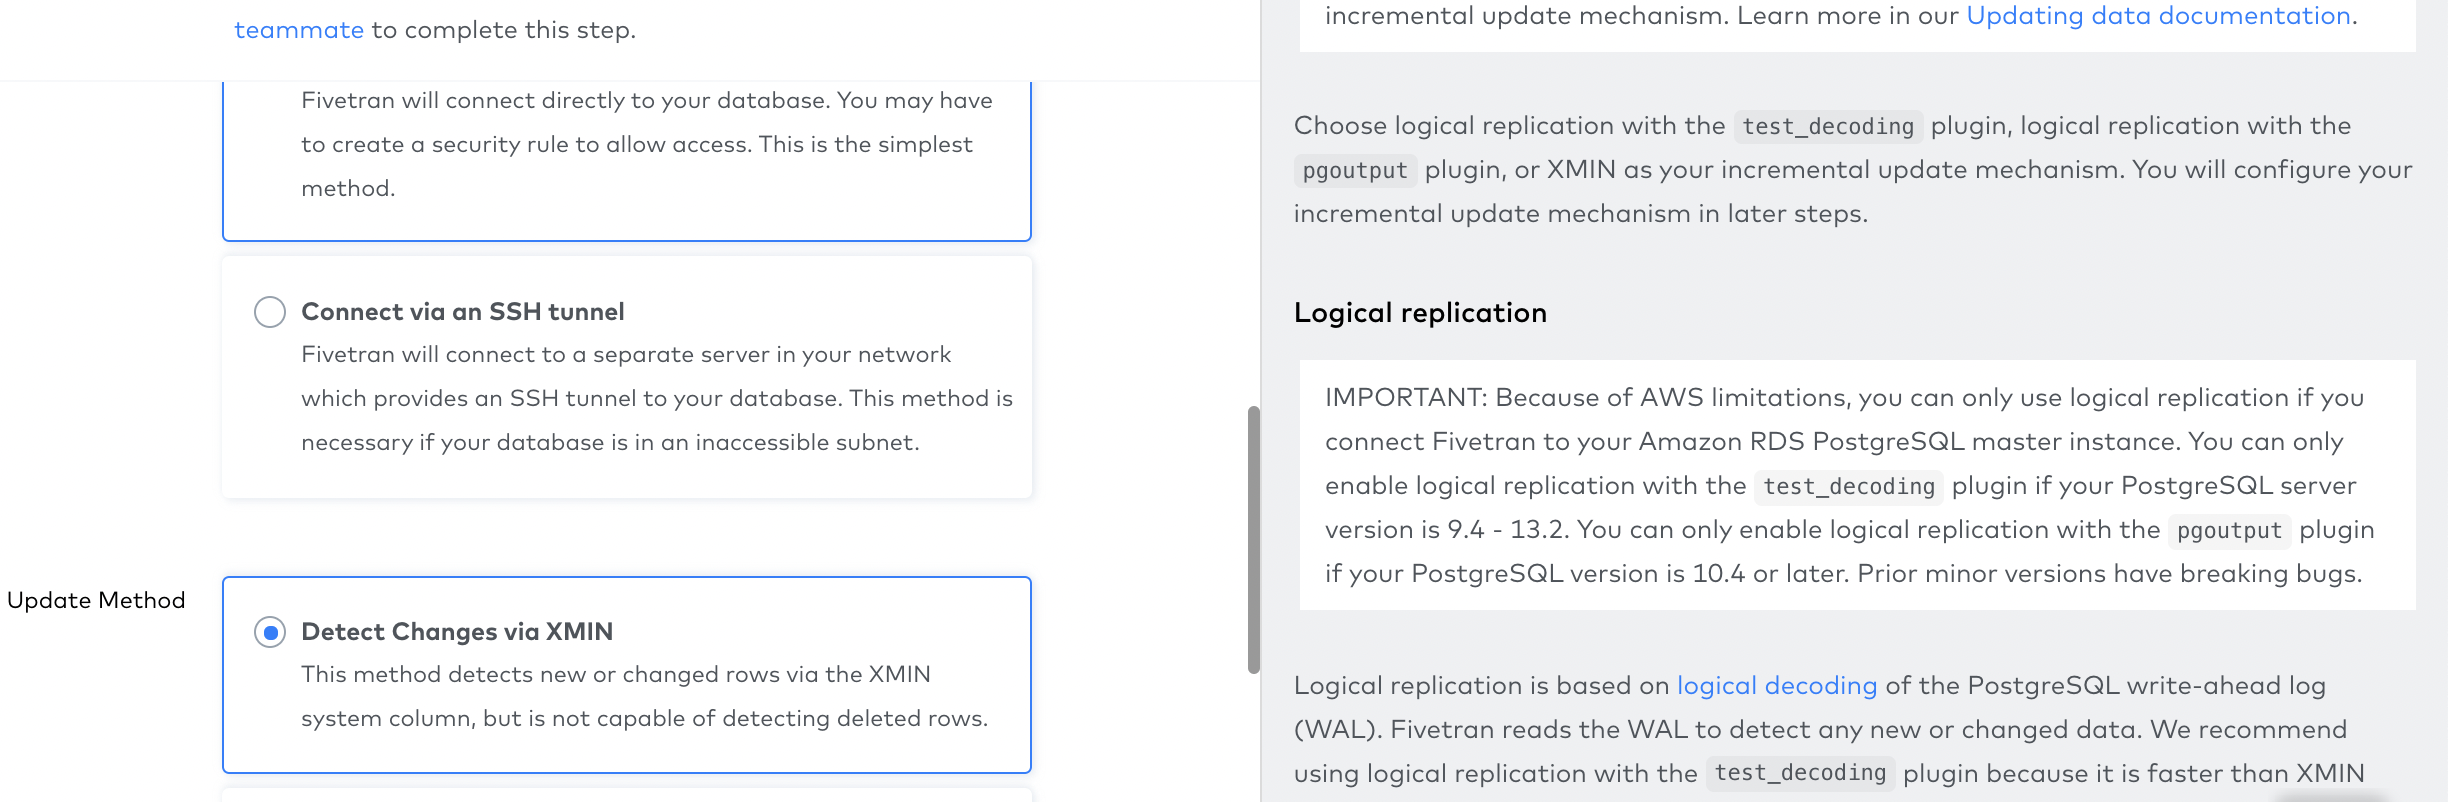 teammate to complete this step.
Fivetran will connect directly to your database. You may have
to create a security rule to allow access. This is the simplest
method.
Connect via an SSH tunnel
Fivetran will connect to a separate server in your network
which provides an SSH tunnel to your database. This method is
necessary if your database is in an inaccessible subnet.
Update Method
Detect Changes via XMIN
This method detects new or changed rows via the XMIN
system column, but is not capable of detecting deleted rows.
incremental update mechanism. Learn more in our Updating data documentation.
Choose logical replication with the test_decoding plugin, logical replication with the
pgoutput plugin, or XMIN as your incremental update mechanism. You will configure your
incremental update mechanism in later steps.
Logical replication
IMPORTANT: Because of AWS limitations, you can only use logical replication if you
connect Fivetran to your Amazon RDS PostgreSQL master instance. You can only
enable logical replication with the test_decoding plugin if your PostgreSQL server
version is 9.4 - 13.2. You can only enable logical replication with the pgoutput plugin
if your PostgreSQL version is 10.4 or later. Prior minor versions have breaking bugs.
Logical replication is based on logical decoding of the PostgreSQL write-ahead log
(WAL). Fivetran reads the WAL to detect any new or changed data. We recommend
using logical replication with the test_decoding plugin because it is faster than XMIN